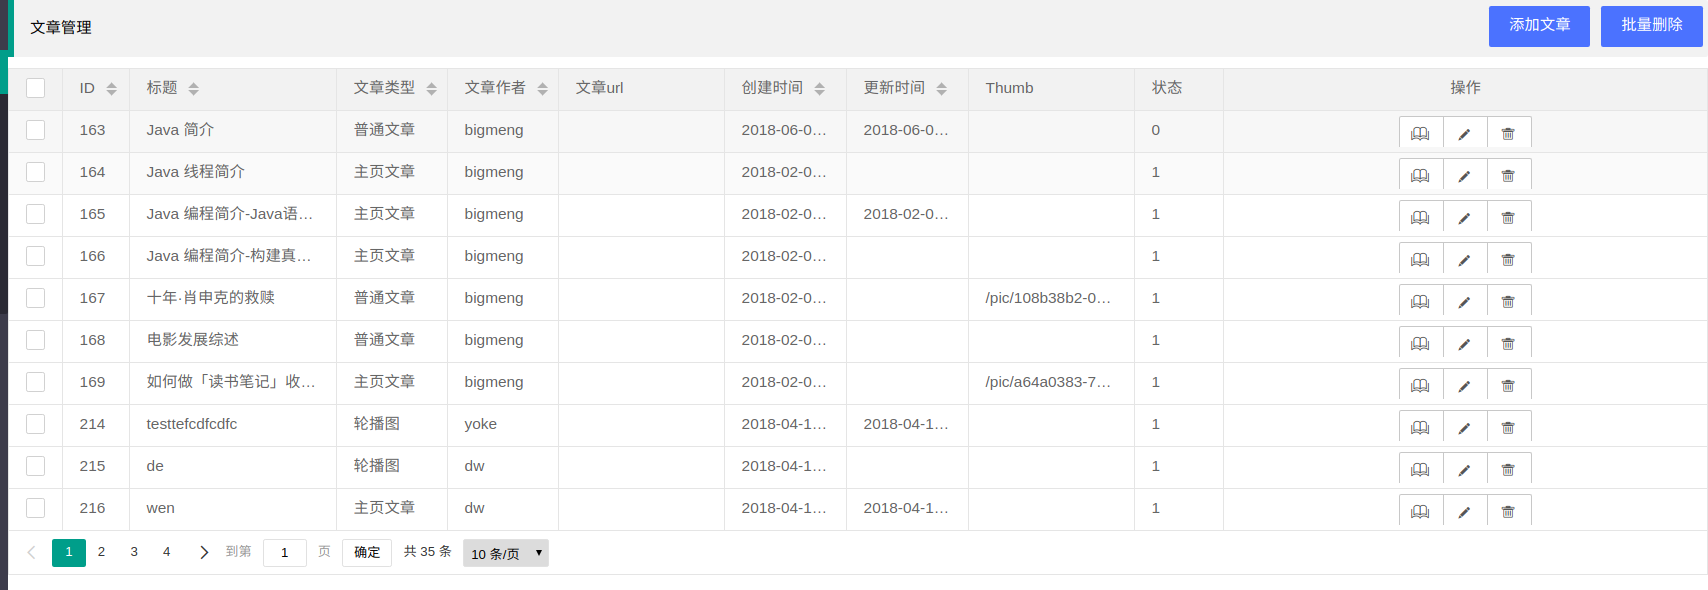 文章管理 添加文章 批量删除
ID 标题 文章类型 文章作者 文章url 创建时间 更新时间 Thumb 状态 操作
163 Java 简介 普通文章 bigmeng 2018-06-0... 2018-06-0... 0
164 Java 线程简介 主页文章 bigmeng 2018-02-0... 1
165 Java 编程简介-Java语... 主页文章 bigmeng 2018-02-0... 2018-02-0... 1
166 Java 编程简介-构建真... 主页文章 bigmeng 2018-02-0... 1
167 十年·肖申克的救赎 普通文章 bigmeng 2018-02-0... /pic/108b38b2-0... 1
168 电影发展综述 普通文章 bigmeng 2018-02-0... 1
169 如何做「读书笔记」收... 主页文章 bigmeng 2018-02-0... /pic/a64a0383-7... 1
214 testtefcdfcdfc 轮播图 yoke 2018-04-1... 2018-04-1... 1
215 de 轮播图 dw 2018-04-1... 1
216 wen 主页文章 dw 2018-04-1... 2018-04-1... 1
1 2 3 4 到第 1 页 确定 共 35 条 10 条/页